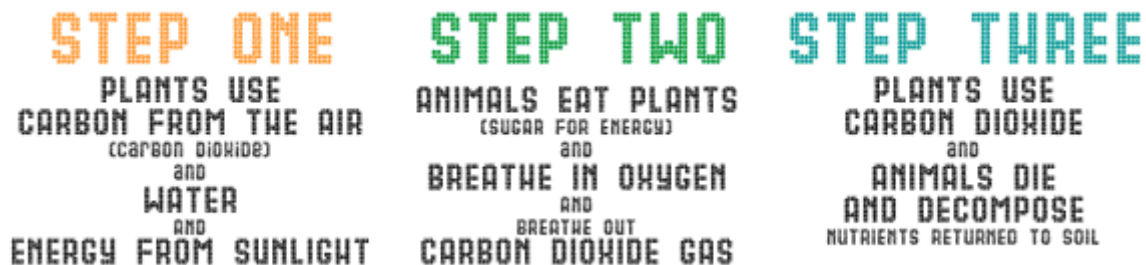 STEP ONE
PLANTS USE
CARBON FROM THE AIR
(CARBON DIOXIDE)
and
WATER
AND
ENERGY FROM SUNLIGHT
STEP TWO
ANIMALS EAT PLANTS
(SUGAR FOR ENERGY)
and
BREATHE IN OXYGEN
AND
BREATHE OUT
CARBON DIOXIDE GAS
STEP THREE
PLANTS USE
CARBON DIOXIDE
and
ANIMALS DIE
AND DECOMPOSE
NUTRIENTS RETURNED TO SOIL